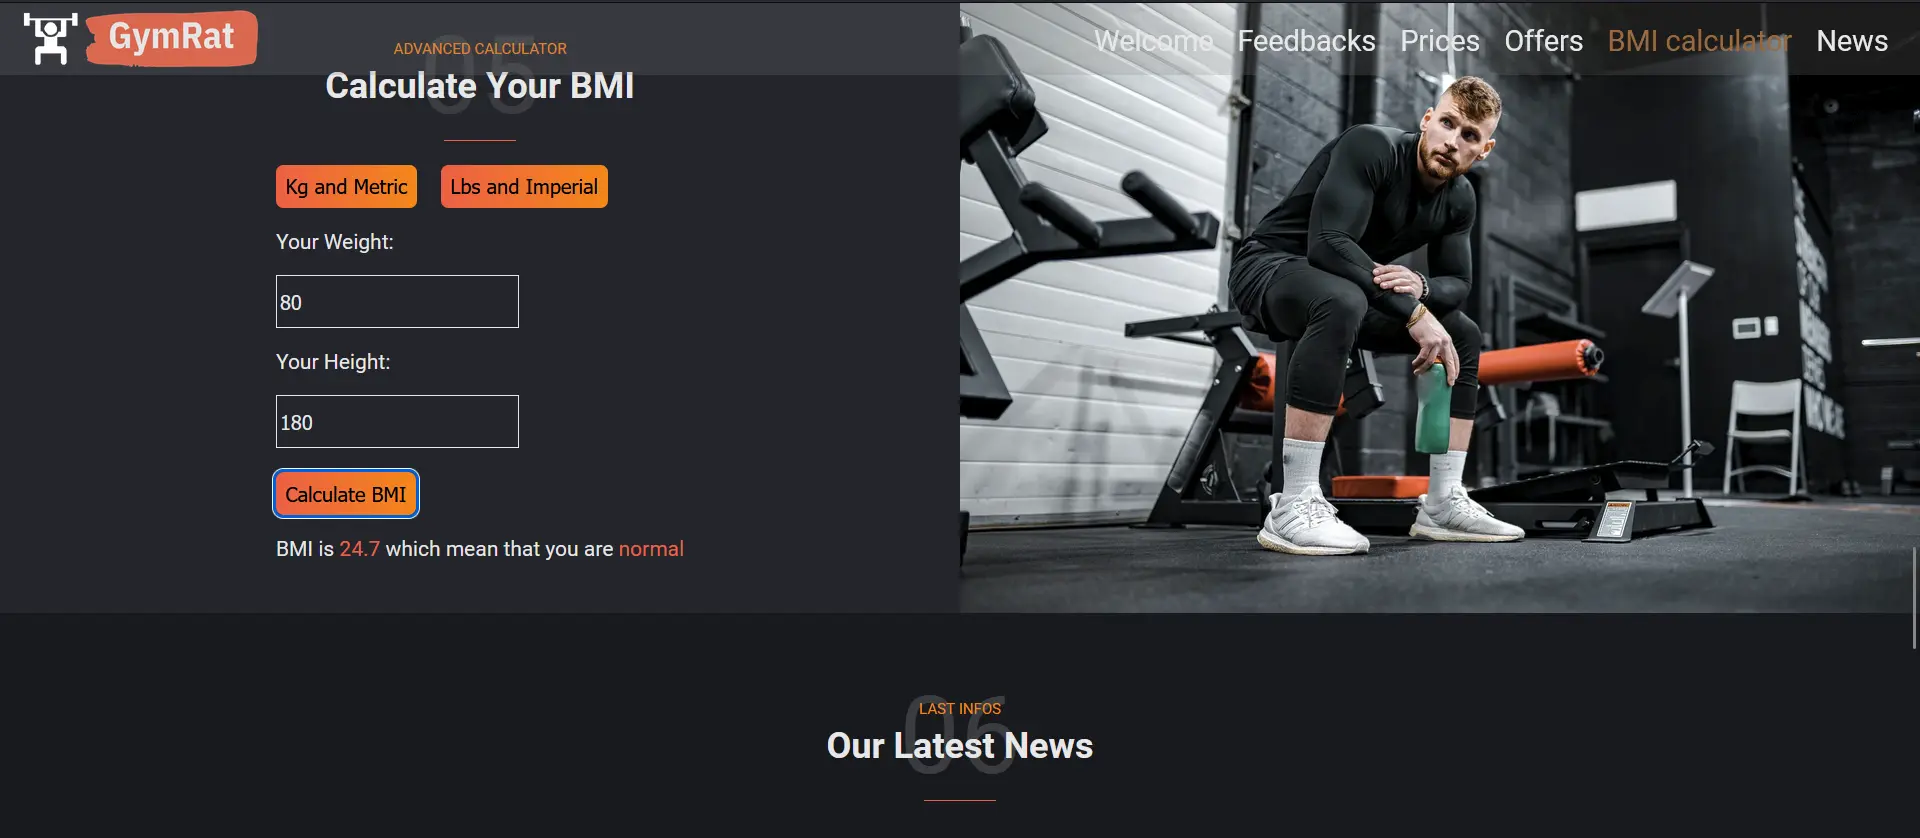 GymRat
Welcome Feedbacks Prices Offers BMI calculator News
05
ADVANCED CALCULATOR
Calculate Your BMI
Kg and Metric Lbs and Imperial
Your Weight:
80
Your Height:
180
Calculate BMI
BMI is 24.7 which mean that you are normal
06
LAST INFOS
Our Latest News